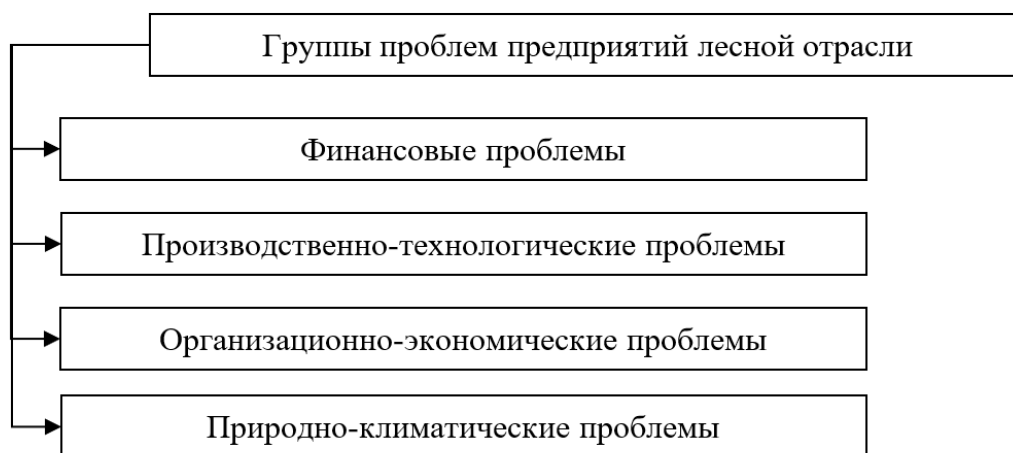 Группы проблем предприятий лесной отрасли
Финансовые проблемы
Производственно-технологические проблемы
Организационно-экономические проблемы
Природно-климатические проблемы